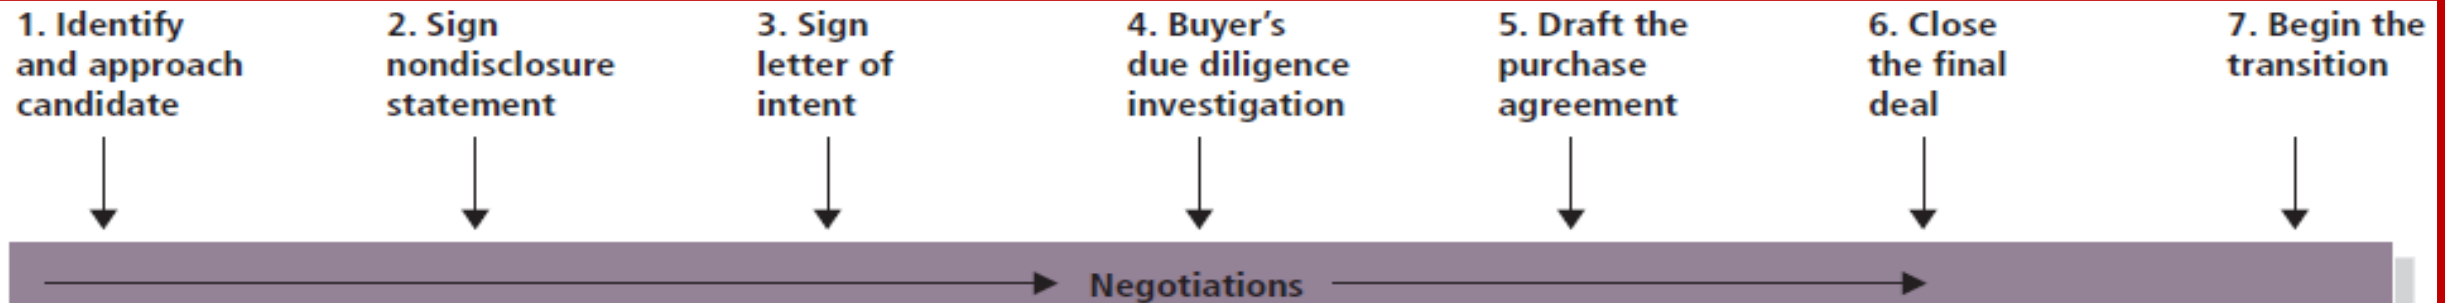 1. Identify
and approach
candidate
2. Sign
nondisclosure
statement
3. Sign
letter of
intent
4. Buyer’s
due diligence
investigation
5. Draft the
purchase
agreement
6. Close
the final
deal
7. Begin the
transition
Negotiations